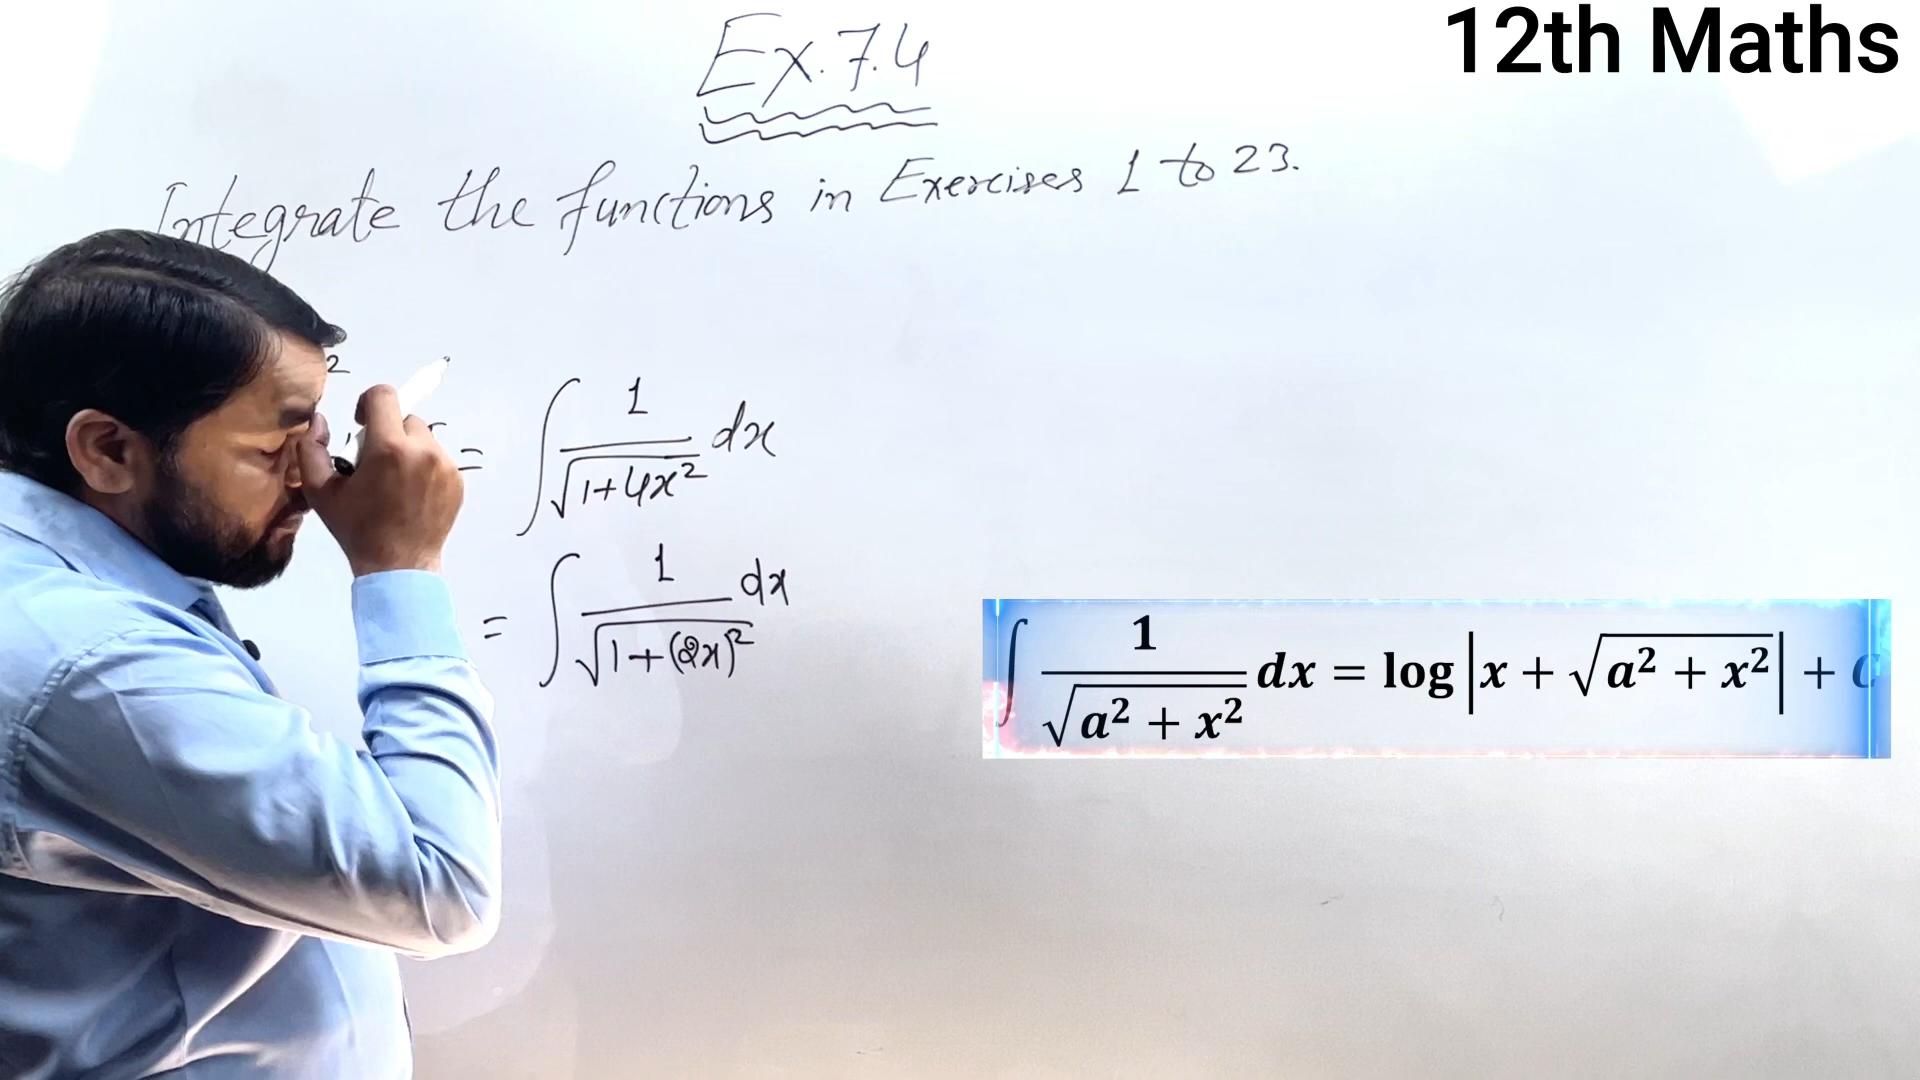 12th Maths
Ex. 7.4
Integrate the functions in Exercises 1 to 23.
2
= ∫ 1/√(1+4x²) dx
= ∫ 1/√(1+(2x)²) dx
∫ 1/√(a² + x²) dx = log |x + √(a² + x²)| + C